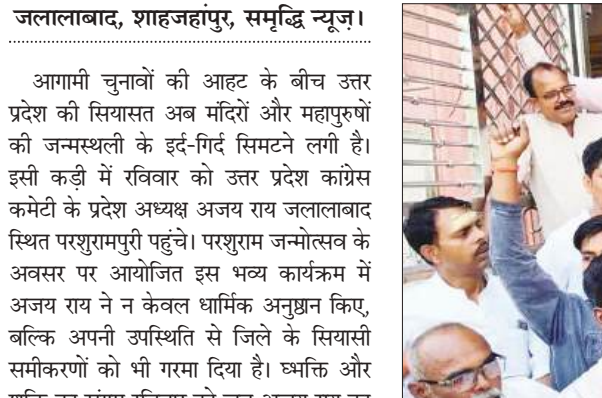 जलालाबाद, शाहजहांपुर, समृद्धि न्यूज़।
आगामी चुनावों की आहट के बीच उत्तर
प्रदेश की सियासत अब मंदिरों और महापुरुषों
की जन्मस्थली के इर्द-गिर्द सिमटने लगी है।
इसी कड़ी में रविवार को उत्तर प्रदेश कांग्रेस
कमेटी के प्रदेश अध्यक्ष अजय राय जलालाबाद
स्थित परशुरामपुरी पहुंचे। परशुराम जन्मोत्सव के
अवसर पर आयोजित इस भव्य कार्यक्रम में
अजय राय ने न केवल धार्मिक अनुष्ठान किए,
बल्कि अपनी उपस्थिति से जिले के सियासी
समीकरणों को भी गरमा दिया है। घ्भक्ति और